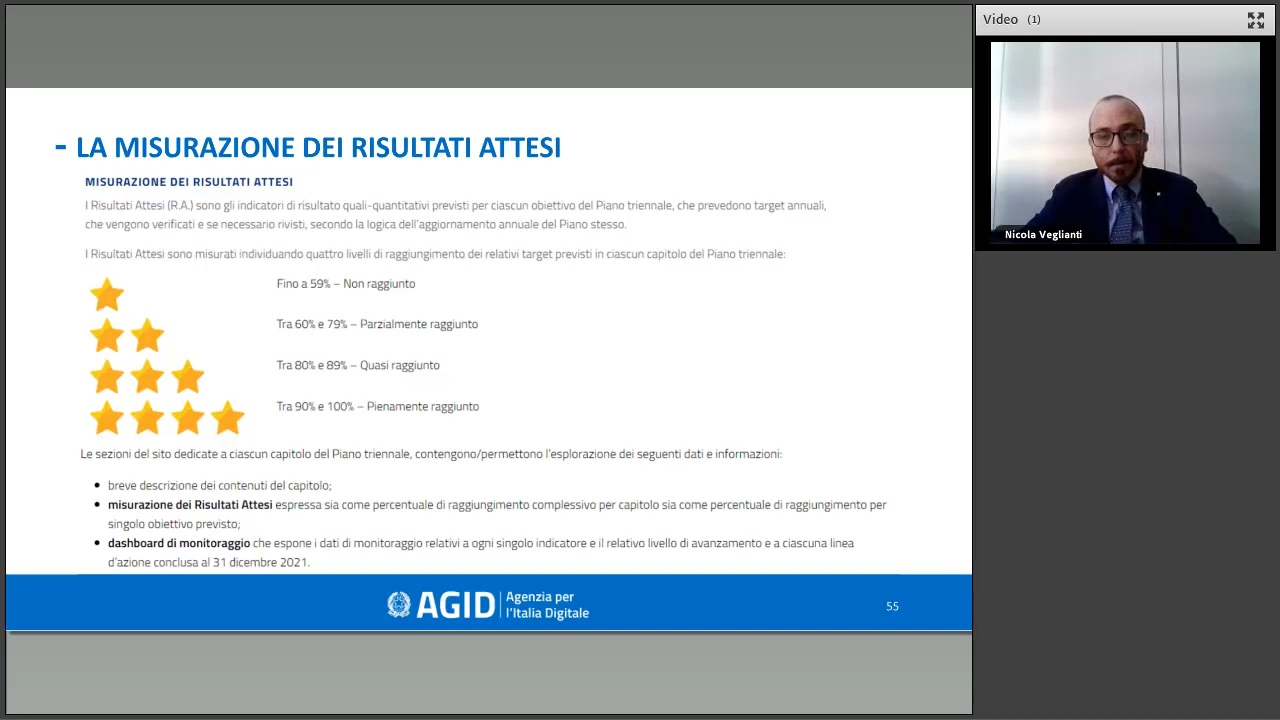 Video (1)
Nicola Veglianti
- LA MISURAZIONE DEI RISULTATI ATTESI
MISURAZIONE DEI RISULTATI ATTESI
I Risultati Attesi (R.A.) sono gli indicatori di risultato quali-quantitativi previsti per ciascun obiettivo del Piano triennale, che prevedono target annuali,
che vengono verificati e se necessario rivisti, secondo la logica dell'aggiornamento annuale del Piano stesso.
I Risultati Attesi sono misurati individuando quattro livelli di raggiungimento dei relativi target previsti in ciascun capitolo del Piano triennale:
Fino a 59% – Non raggiunto
Tra 60% e 79% – Parzialmente raggiunto
Tra 80% e 89% – Quasi raggiunto
Tra 90% e 100% – Pienamente raggiunto
Le sezioni del sito dedicate a ciascun capitolo del Piano triennale, contengono/permettono l'esplorazione dei seguenti dati e informazioni:
• breve descrizione dei contenuti del capitolo;
• misurazione dei Risultati Attesi espressa sia come percentuale di raggiungimento complessivo per capitolo sia come percentuale di raggiungimento per
singolo obiettivo previsto;
• dashboard di monitoraggio che espone i dati di monitoraggio relativi a ogni singolo indicatore e il relativo livello di avanzamento e a ciascuna linea
d'azione conclusa al 31 dicembre 2021.
AGID Agenzia per
l'Italia Digitale
55